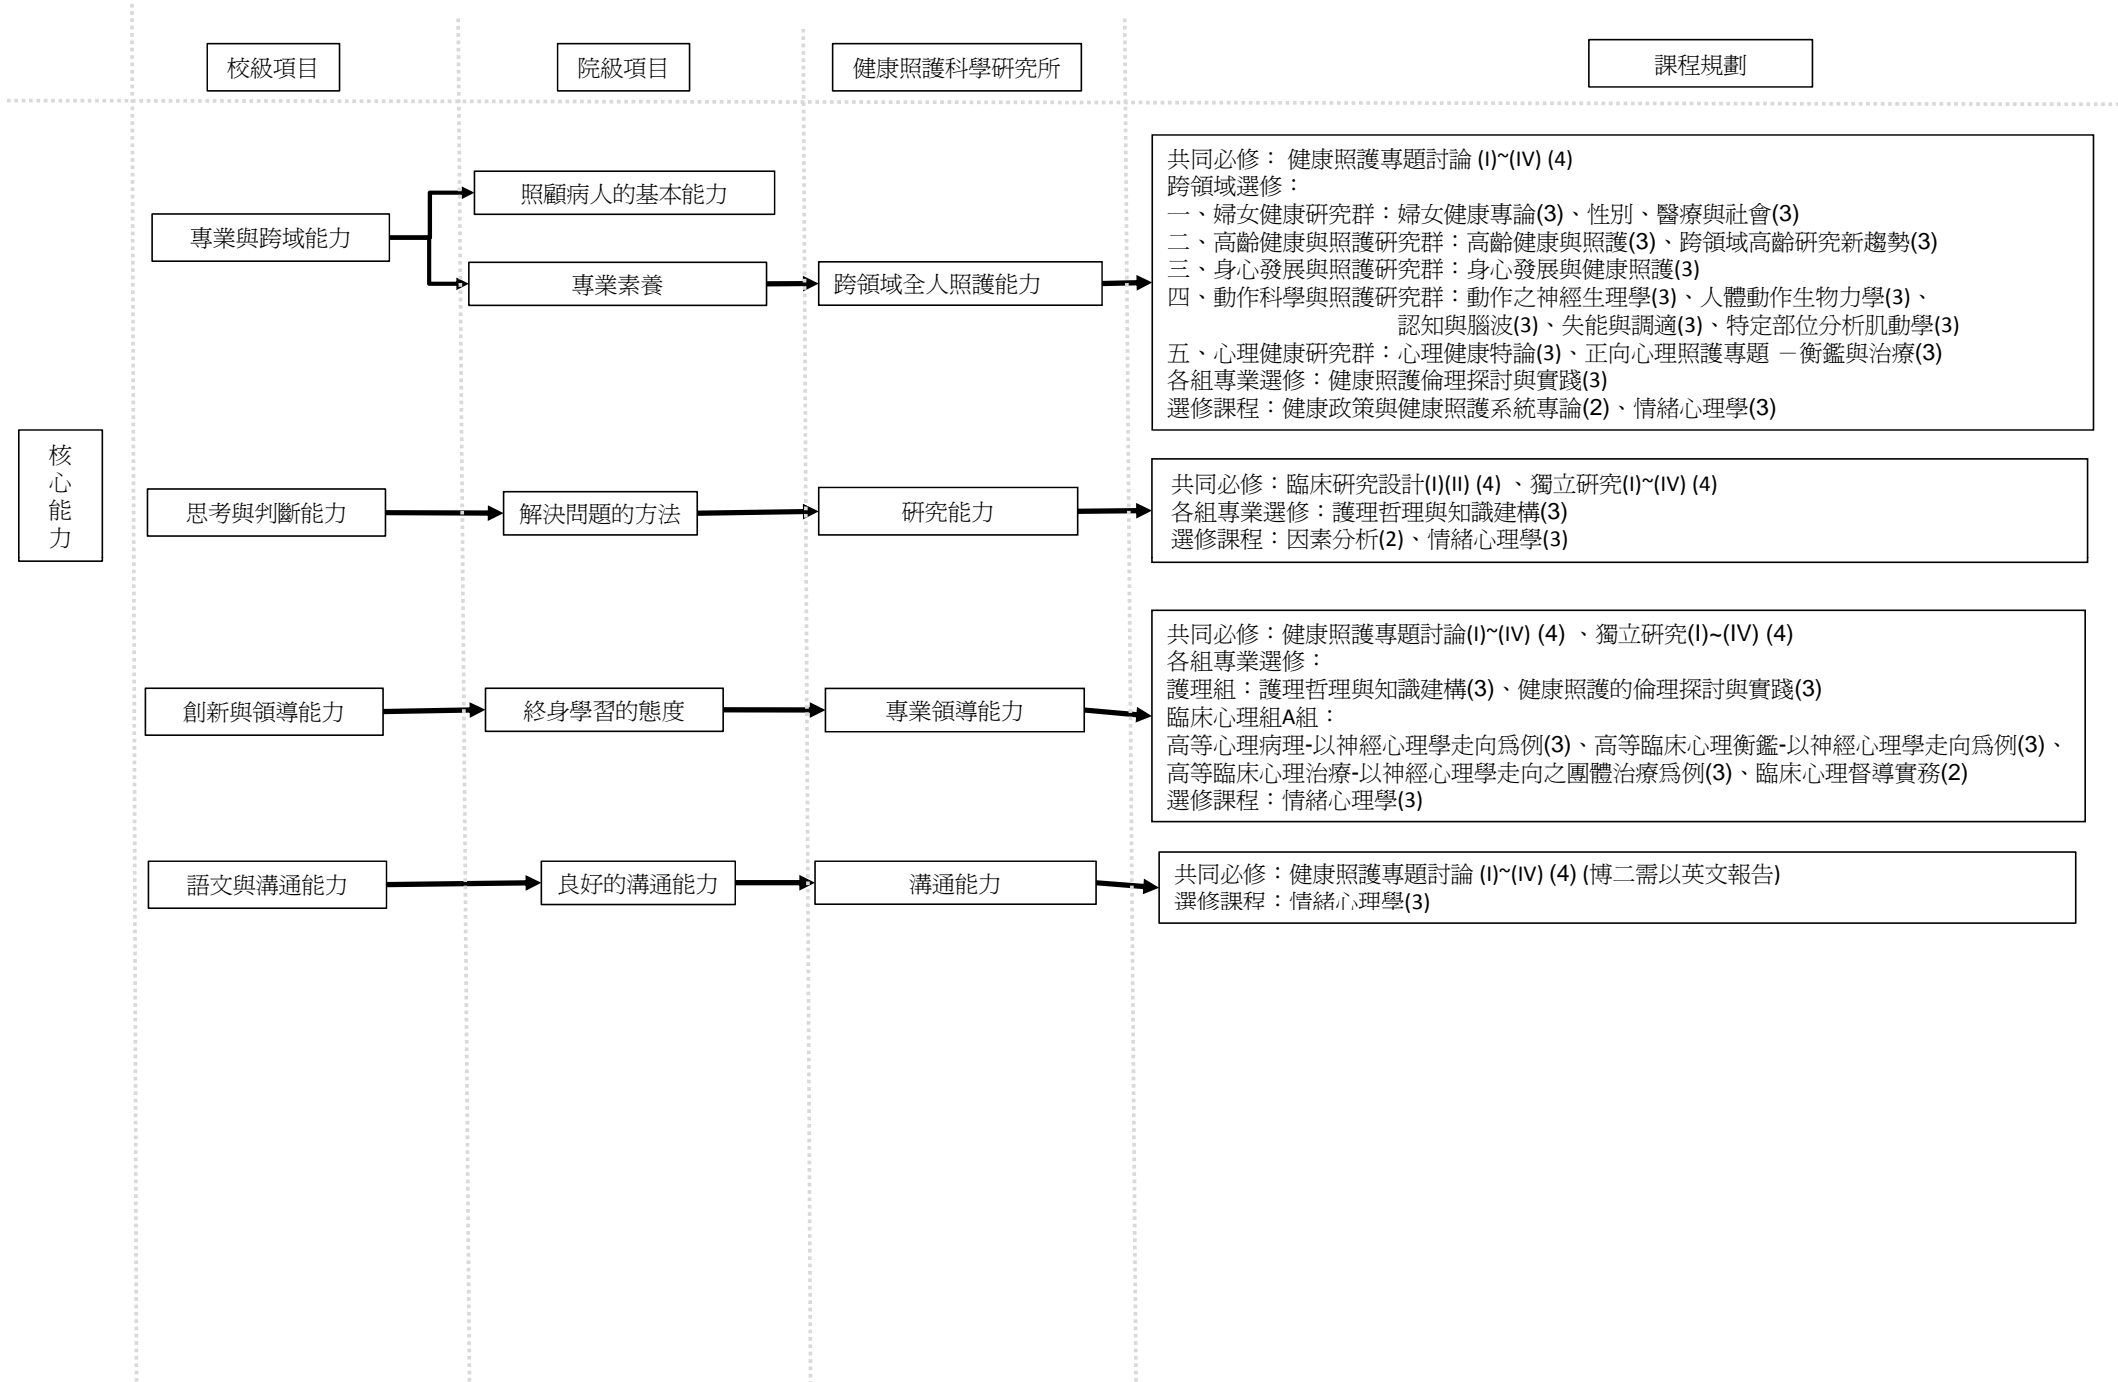 校級項目
院級項目
健康照護科學研究所
課程規劃
核心能力
專業與跨域能力
照顧病人的基本能力
專業素養
跨領域全人照護能力
共同必修： 健康照護專題討論 (I)~(IV) (4)
跨領域選修：
一、婦女健康研究群：婦女健康專論(3)、性別、醫療與社會(3)
二、高齡健康與照護研究群：高齡健康與照護(3)、跨領域高齡研究新趨勢(3)
三、身心發展與照護研究群：身心發展與健康照護(3)
四、動作科學與照護研究群：動作之神經生理學(3)、人體動作生物力學(3)、
認知與腦波(3)、失能與調適(3)、特定部位分析肌動學(3)
五、心理健康研究群：心理健康特論(3)、正向心理照護專題 －衡鑑與治療(3)
各組專業選修：健康照護倫理探討與實踐(3)
選修課程：健康政策與健康照護系統專論(2)、情緒心理學(3)
思考與判斷能力
解決問題的方法
研究能力
共同必修：臨床研究設計(I)(II) (4) 、獨立研究(I)~(IV) (4)
各組專業選修：護理哲理與知識建構(3)
選修課程：因素分析(2)、情緒心理學(3)
創新與領導能力
終身學習的態度
專業領導能力
共同必修：健康照護專題討論(I)~(IV) (4) 、獨立研究(I)~(IV) (4)
各組專業選修：
護理組：護理哲理與知識建構(3)、健康照護的倫理探討與實踐(3)
臨床心理組A組：
高等心理病理-以神經心理學走向為例(3)、高等臨床心理衡鑑-以神經心理學走向為例(3)、
高等臨床心理治療-以神經心理學走向之團體治療為例(3)、臨床心理督導實務(2)
選修課程：情緒心理學(3)
語文與溝通能力
良好的溝通能力
溝通能力
共同必修：健康照護專題討論 (I)~(IV) (4) (博二需以英文報告)
選修課程：情緒心理學(3)